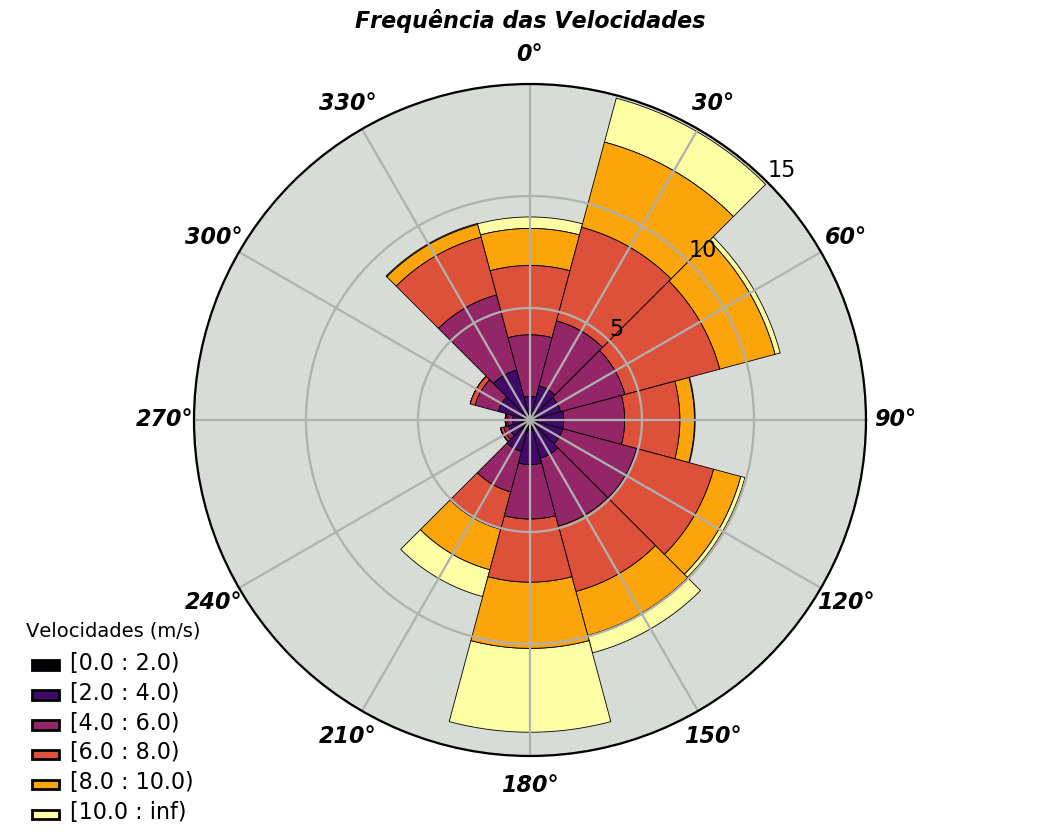 Frequência das Velocidades
0°
330°
30°
15
300°
60°
10
5
270°
90°
240°
120°
210°
150°
180°
Velocidades (m/s)
[0.0 : 2.0)
[2.0 : 4.0)
[4.0 : 6.0)
[6.0 : 8.0)
[8.0 : 10.0)
[10.0 : inf)